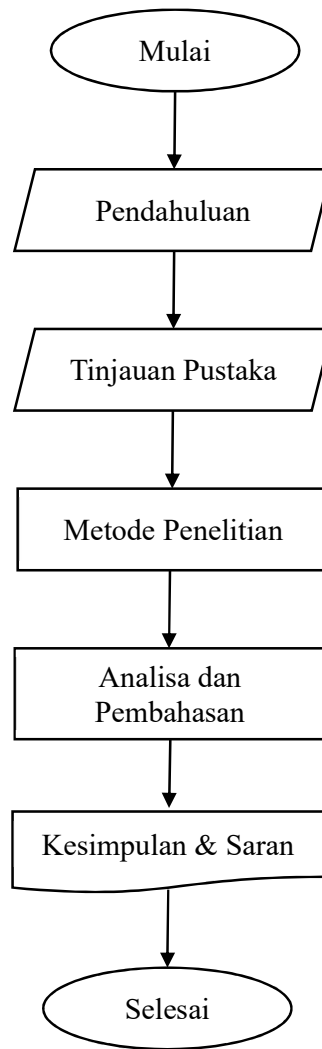 Mulai
Pendahuluan
Tinjauan Pustaka
Metode Penelitian
Analisa dan
Pembahasan
Kesimpulan & Saran
Selesai